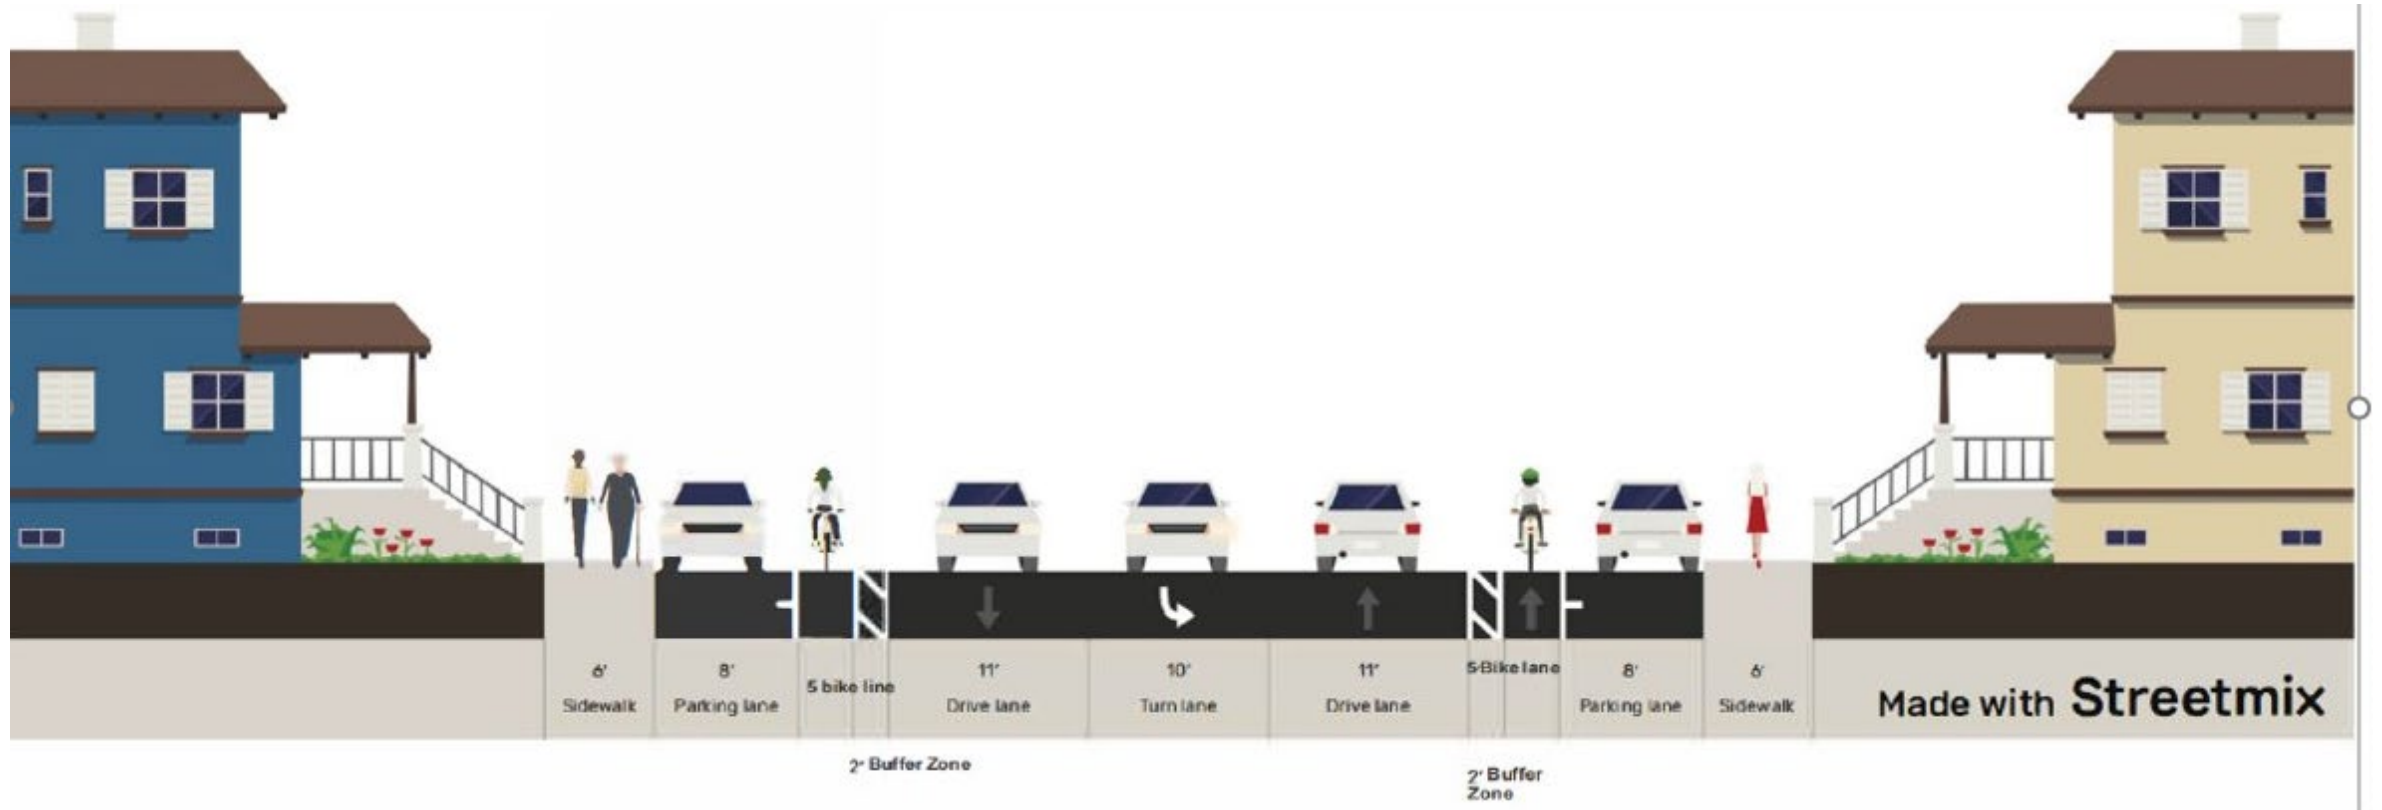 6'
Sidewalk
8'
Parking lane
5 bike line
11'
Drive lane
10'
Turn lane
11'
Drive lane
5 Bike lane
8'
Parking lane
6'
Sidewalk
Made with Streetmix
2' Buffer Zone
2' Buffer
Zone